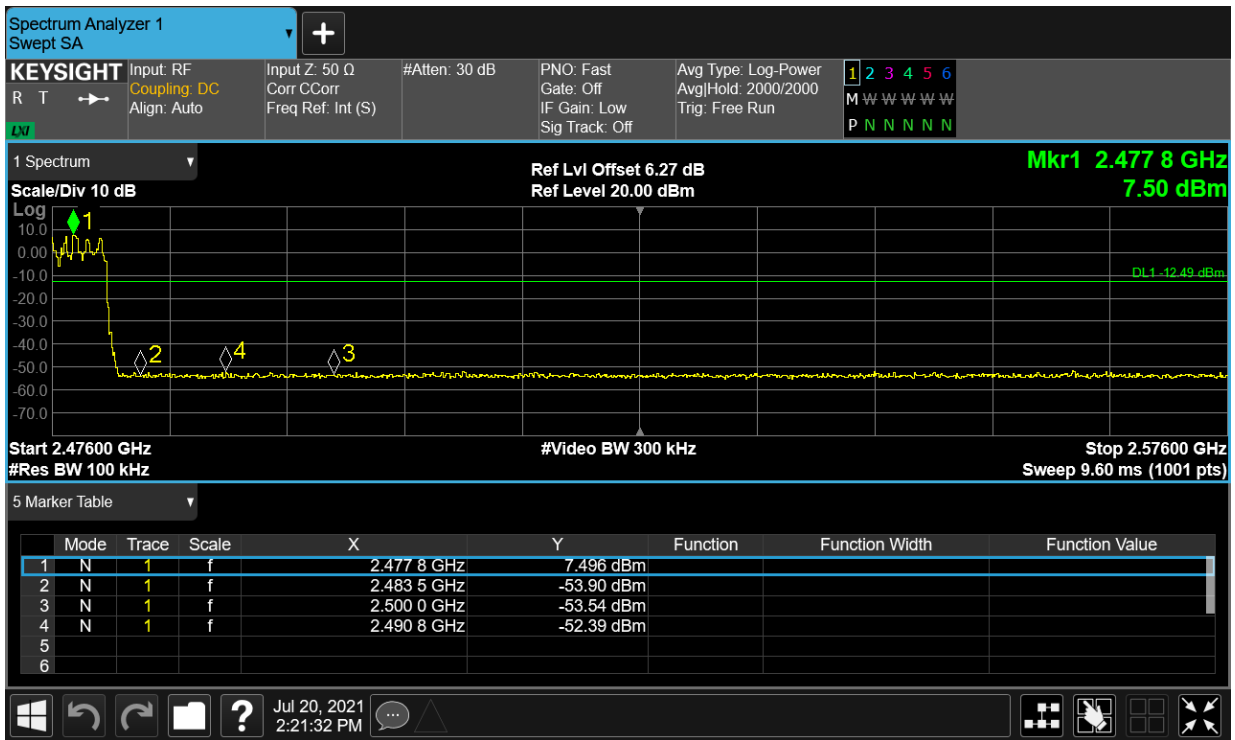 Spectrum Analyzer 1
Swept SA
KEYSIGHT
R T
LXI
Input: RF
Coupling: DC
Align: Auto
Input Z: 50 Ω
Corr CCorr
Freq Ref: Int (S)
#Atten: 30 dB
PNO: Fast
Gate: Off
IF Gain: Low
Sig Track: Off
Avg Type: Log-Power
Avg|Hold: 2000/2000
Trig: Free Run
1 2 3 4 5 6
M W W W W W
P N N N N N
1 Spectrum
Scale/Div 10 dB
Ref Lvl Offset 6.27 dB
Ref Level 20.00 dBm
Mkr1 2.477 8 GHz
7.50 dBm
Log
10.0
0.00
-10.0
-20.0
-30.0
-40.0
-50.0
-60.0
-70.0
1
2
4
3
DL1 -12.49 dBm
Start 2.47600 GHz
#Res BW 100 kHz
#Video BW 300 kHz
Stop 2.57600 GHz
Sweep 9.60 ms (1001 pts)
5 Marker Table
Mode Trace Scale X Y Function Function Width Function Value
1 N 1 f 2.477 8 GHz 7.496 dBm
2 N 1 f 2.483 5 GHz -53.90 dBm
3 N 1 f 2.500 0 GHz -53.54 dBm
4 N 1 f 2.490 8 GHz -52.39 dBm
5
6
?
Jul 20, 2021
2:21:32 PM